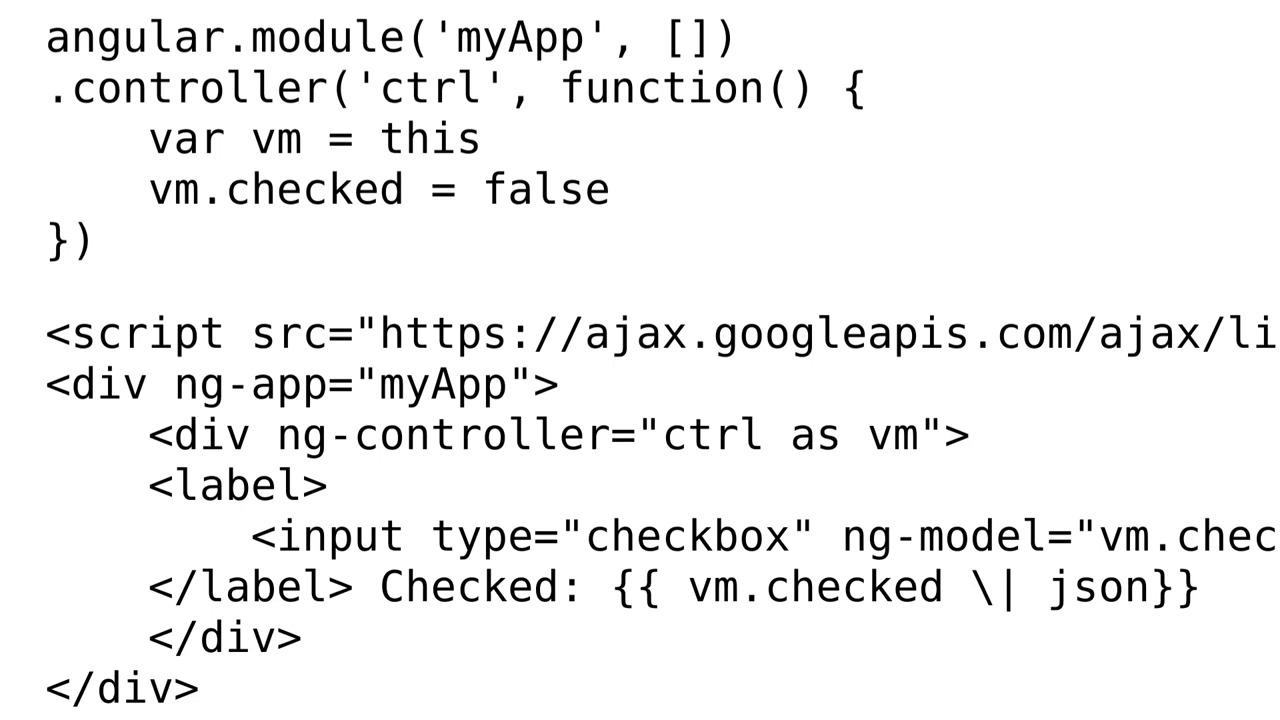 angular.module('myApp', [])
.controller('ctrl', function() {
    var vm = this
    vm.checked = false
})

<script src="https://ajax.googleapis.com/ajax/li
<div ng-app="myApp">
    <div ng-controller="ctrl as vm">
    <label>
        <input type="checkbox" ng-model="vm.chec
    </label> Checked: {{ vm.checked \| json}}
    </div>
</div>